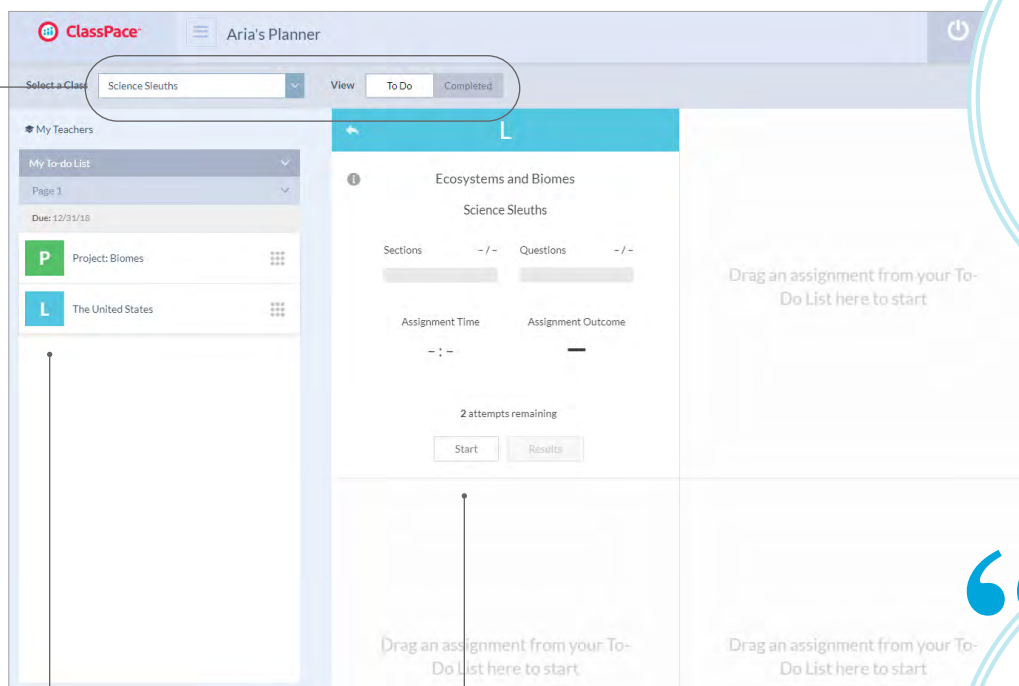 ClassPace™
Aria's Planner
Select a Class
Science Sleuths
View
To Do
Completed
My Teachers
My To-do List
Page 1
Due: 12/31/18
P
Project: Biomes
L
The United States
L
Ecosystems and Biomes
Science Sleuths
Sections
- / -
Questions
- / -
Assignment Time
Assignment Outcome
- : -
—
2 attempts remaining
Start
Results
Drag an assignment from your To-
Do List here to start
Drag an assignment from your To-
Do List here to start
Drag an assignment from your To-
Do List here to start
“